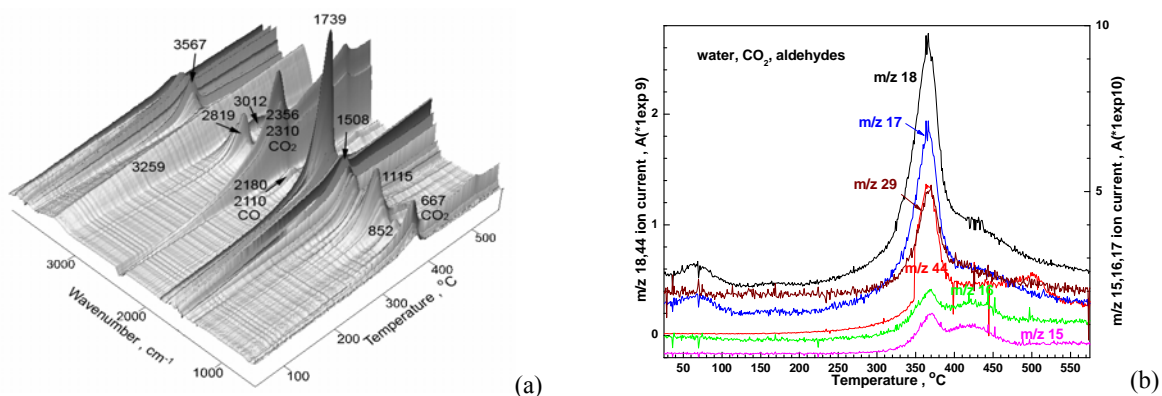 1739
3567
3012
2819
2356
2310
CO2
1508
3259
2180
2110
CO
1115
667
CO2
852
500
400
300
200
100
Temperature, °C
3000
2000
1000
Wavenumber, cm-1
(a)
water, CO2, aldehydes
m/z 18
m/z 17
m/z 29
m/z 44
m/z 16
m/z 15
2
1
0
10
5
m/z 18,44 ion current, A(*1exp 9)
m/z 15,16,17 ion current, A(*1exp10)
50 100 150 200 250 300 350 400 450 500 550
Temperature, °C
(b)